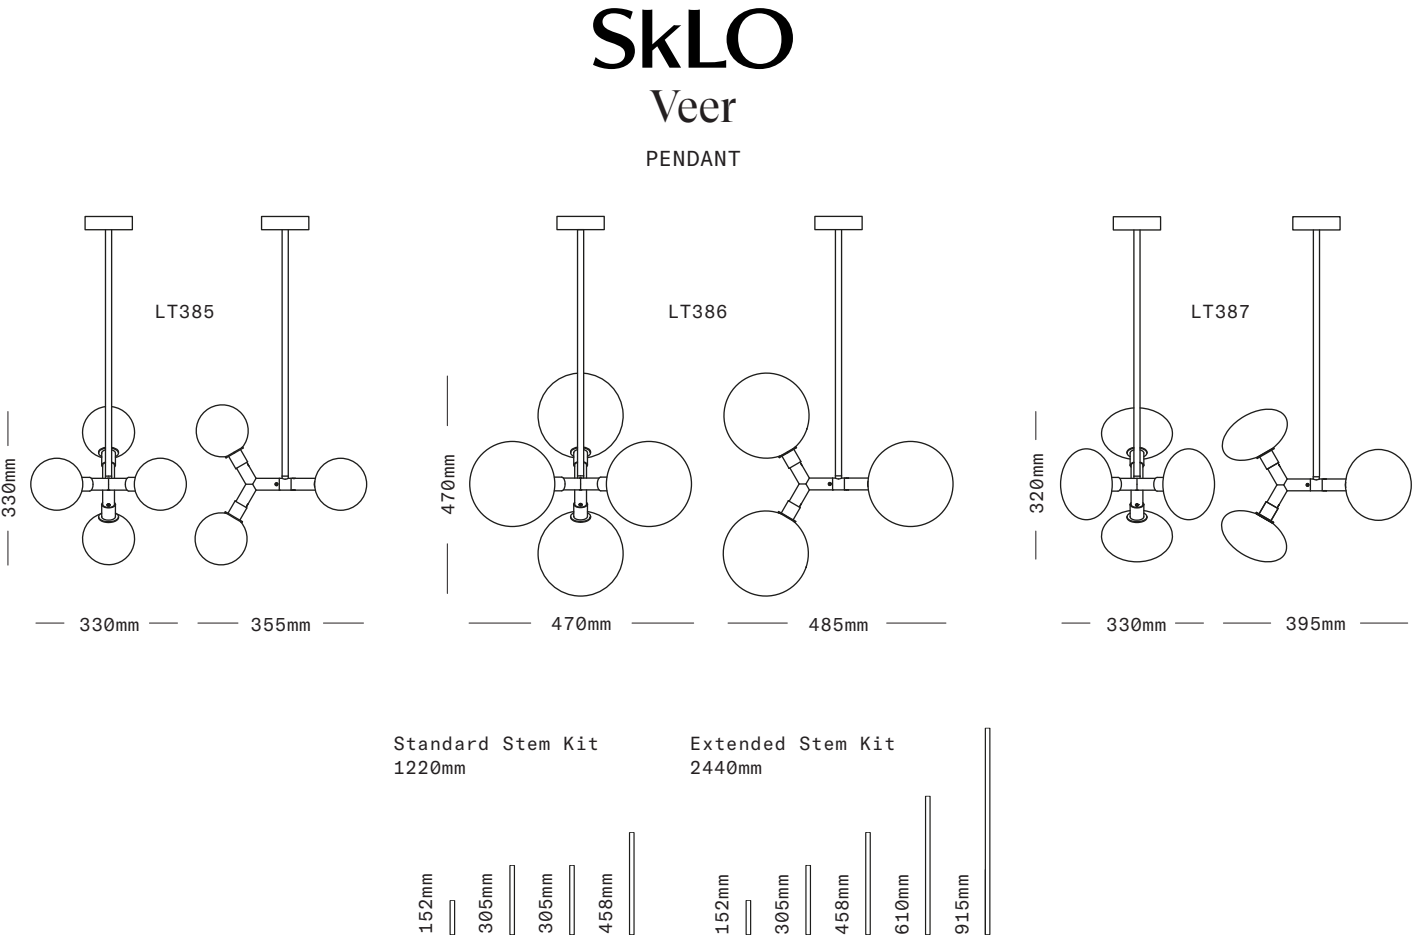 SkLO
Veer
PENDANT
LT385
LT386
LT387
330mm
470mm
320mm
330mm
355mm
470mm
485mm
330mm
395mm
Standard Stem Kit
1220mm
152mm
305mm
305mm
458mm
Extended Stem Kit
2440mm
152mm
305mm
458mm
610mm
915mm